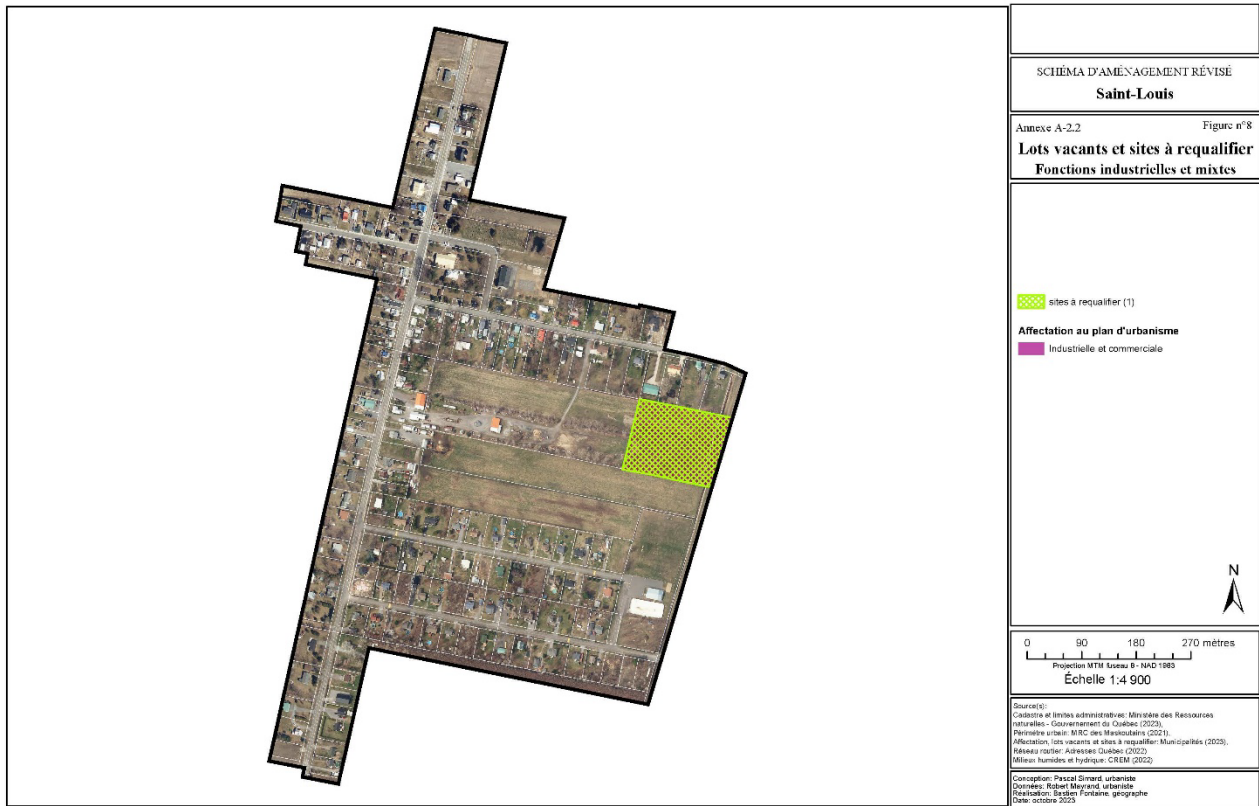 SCHÉMA D'AMÉNAGEMENT RÉVISÉ
Saint-Louis
Annexe A-2.2 Figure n°8
Lots vacants et sites à requalifier
Fonctions industrielles et mixtes
sites à requalifier (1)
Affectation au plan d'urbanisme
Industrielle et commerciale
N
0 90 180 270 mètres
Projection MTM fuseau 8 - NAD 1983
Échelle 1:4 900
Source(s):
Cadastre et limites administratives: Ministère des Ressources
naturelles - Gouvernement du Québec (2023),
Périmètre urbain: MRC des Maskoutains (2021),
Affectation, lots vacants et sites à requalifier: Municipalités (2023),
Réseau routier: Adresses Québec (2022)
Milieux humides et hydrique: CREM (2022)
Conception: Pascal Simard, urbaniste
Données: Robert Mayrand, urbaniste
Réalisation: Bastien Fontaine, géographe
Date: octobre 2023